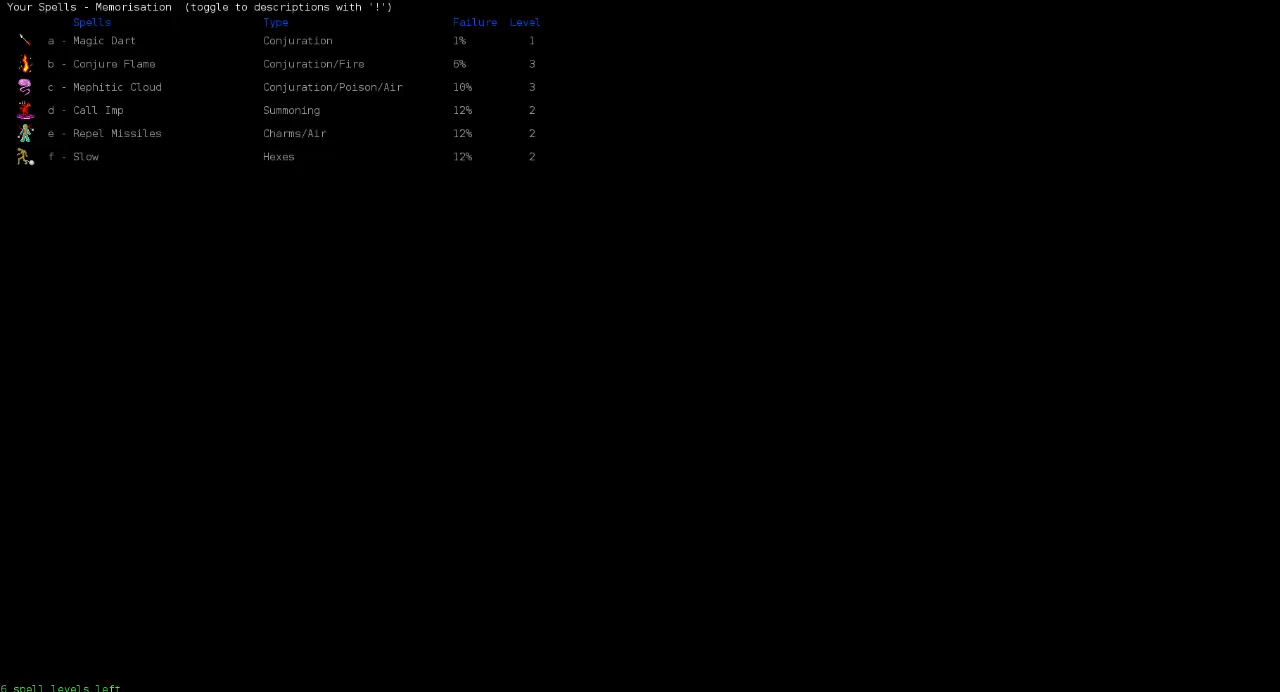 Your Spells - Memorisation (toggle to descriptions with '!')
Spells Type Failure Level
a - Magic Dart Conjuration 1% 1
b - Conjure Flame Conjuration/Fire 6% 3
c - Mephitic Cloud Conjuration/Poison/Air 10% 3
d - Call Imp Summoning 12% 2
e - Repel Missiles Charms/Air 12% 2
f - Slow Hexes 12% 2
6 spell levels left